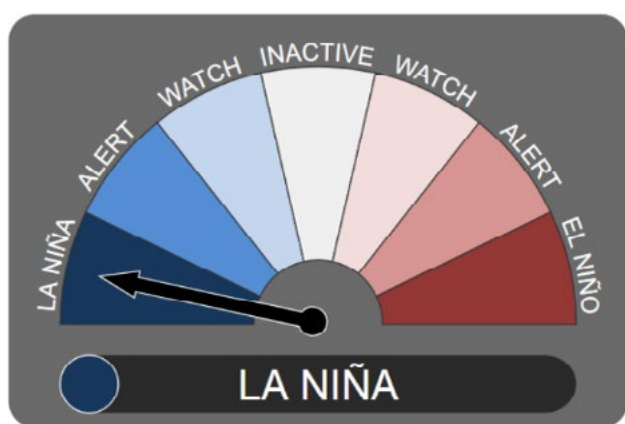 LA NIÑA
ALERT
WATCH
INACTIVE
WATCH
ALERT
EL NIÑO
LA NIÑA